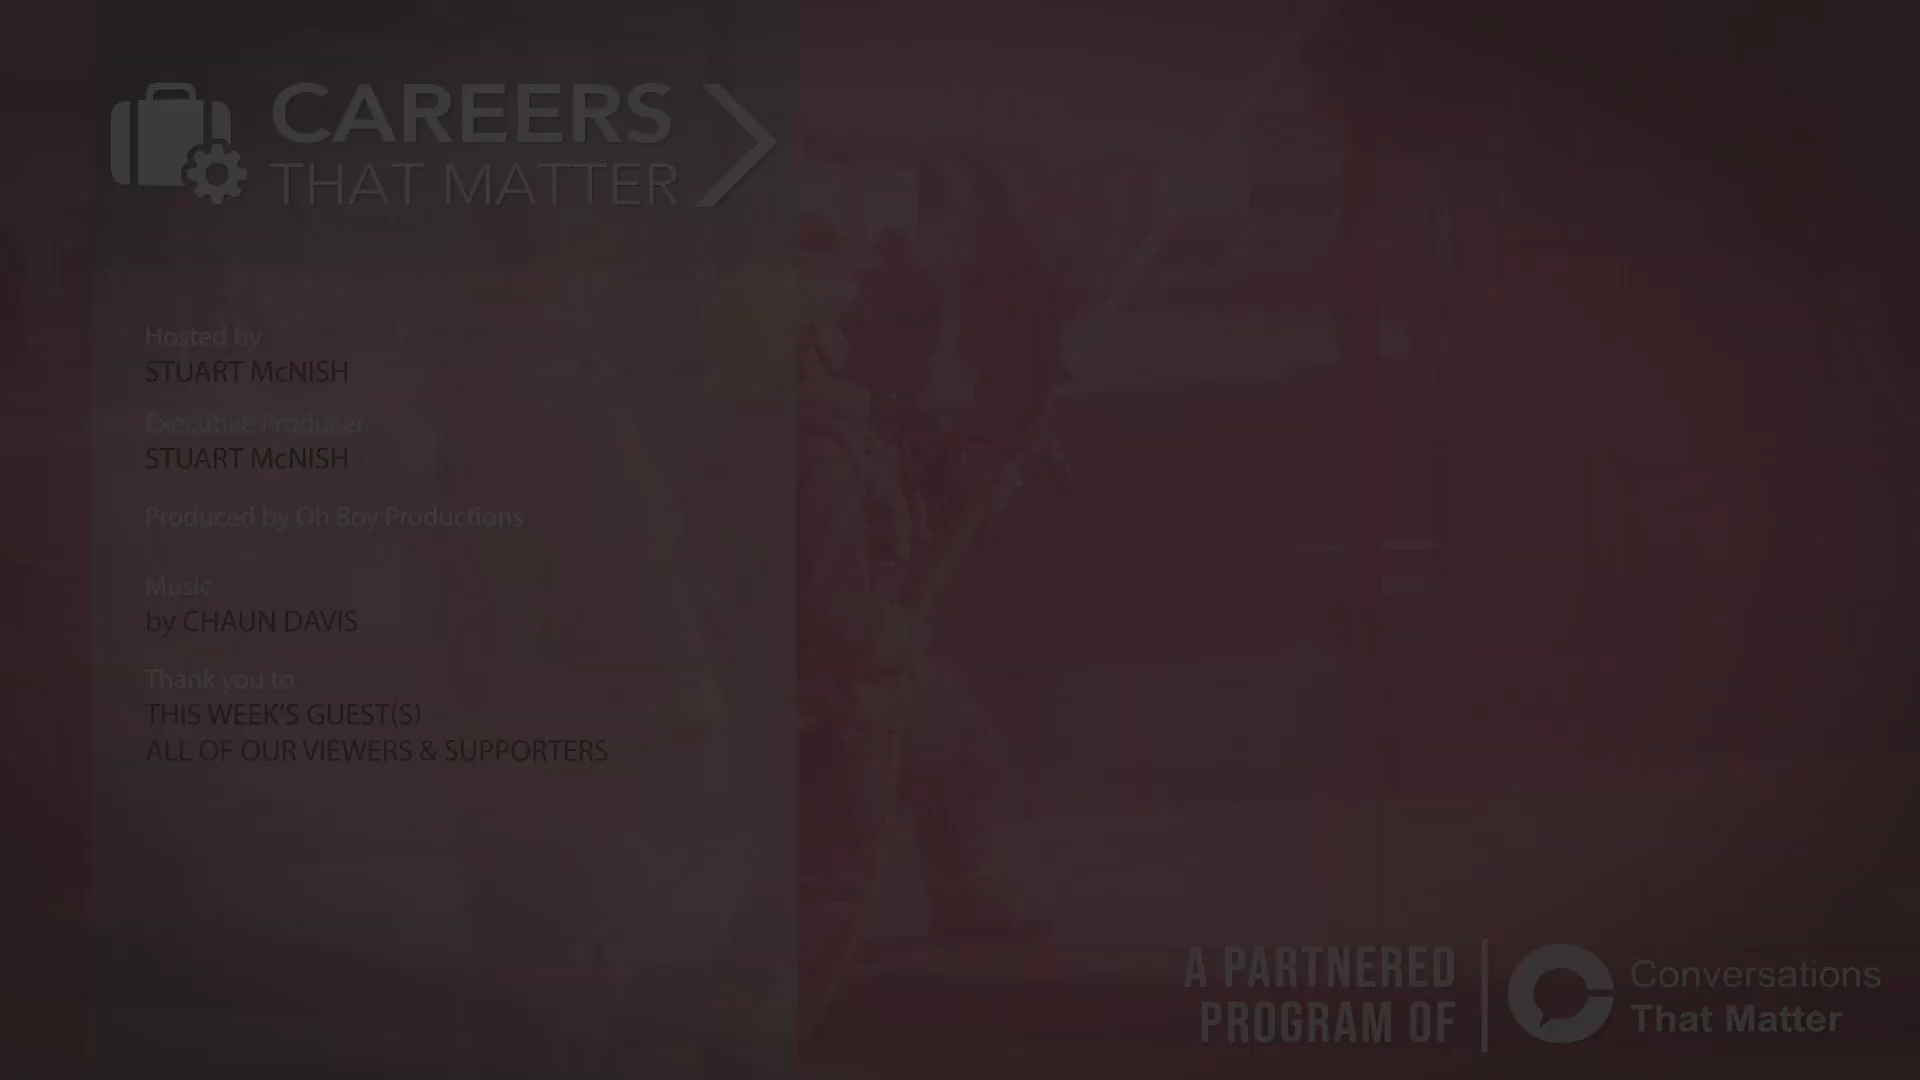 CAREERS
THAT MATTER
Hosted by
STUART McNISH
Executive Producer
STUART McNISH
Produced by Oh Boy Productions
Music
by CHAUN DAVIS
Thank you to
THIS WEEK'S GUEST(S)
ALL OF OUR VIEWERS & SUPPORTERS
A PARTNERED
PROGRAM OF
Conversations
That Matter